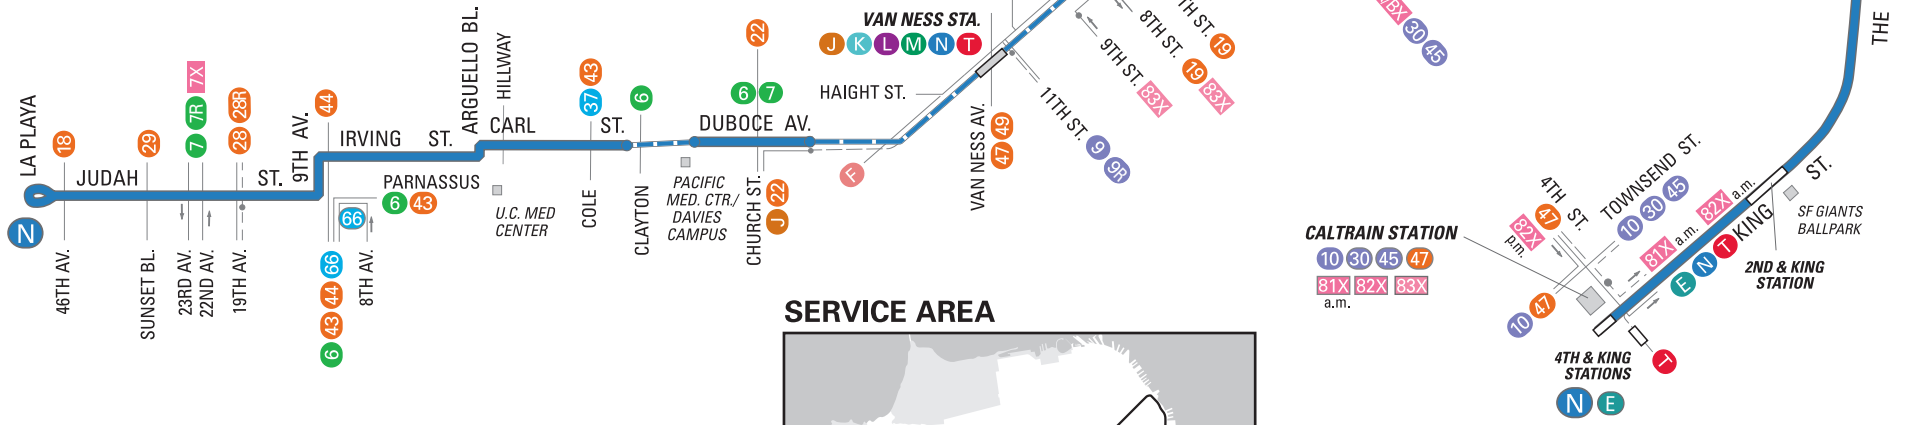 LA PLAYA
N
18
46TH AV.
JUDAH ST.
29
SUNSET BL.
7 7R 7X
23RD AV.
22ND AV.
28 28R
19TH AV.
9TH AV.
44
IRVING ST.
66
44
43
6
66
8TH AV.
PARNASSUS
6 43
ARGUELLO BL.
HILLWAY
CARL ST.
U.C. MED
CENTER
37 43
COLE
6
CLAYTON
PACIFIC
MED. CTR./
DAVIES
CAMPUS
22
6 7
DUBOCE AV.
CHURCH ST.
J 22
F
HAIGHT ST.
VAN NESS STA.
J K L M N T
VAN NESS AV.
47 49
11TH ST. 9 9R
9TH ST. 83X
8TH ST. 19 83X
TH ST. 19
BX 30 45
THE
SERVICE AREA
CALTRAIN STATION
10 30 45 47
81X 82X 83X
a.m.
4TH ST.
47
82X
p.m.
TOWNSEND ST.
10 30 45
10 47
81X a.m.
82X a.m.
E N T
KING ST.
SF GIANTS
BALLPARK
2ND & KING
STATION
4TH & KING
STATIONS
N E
T